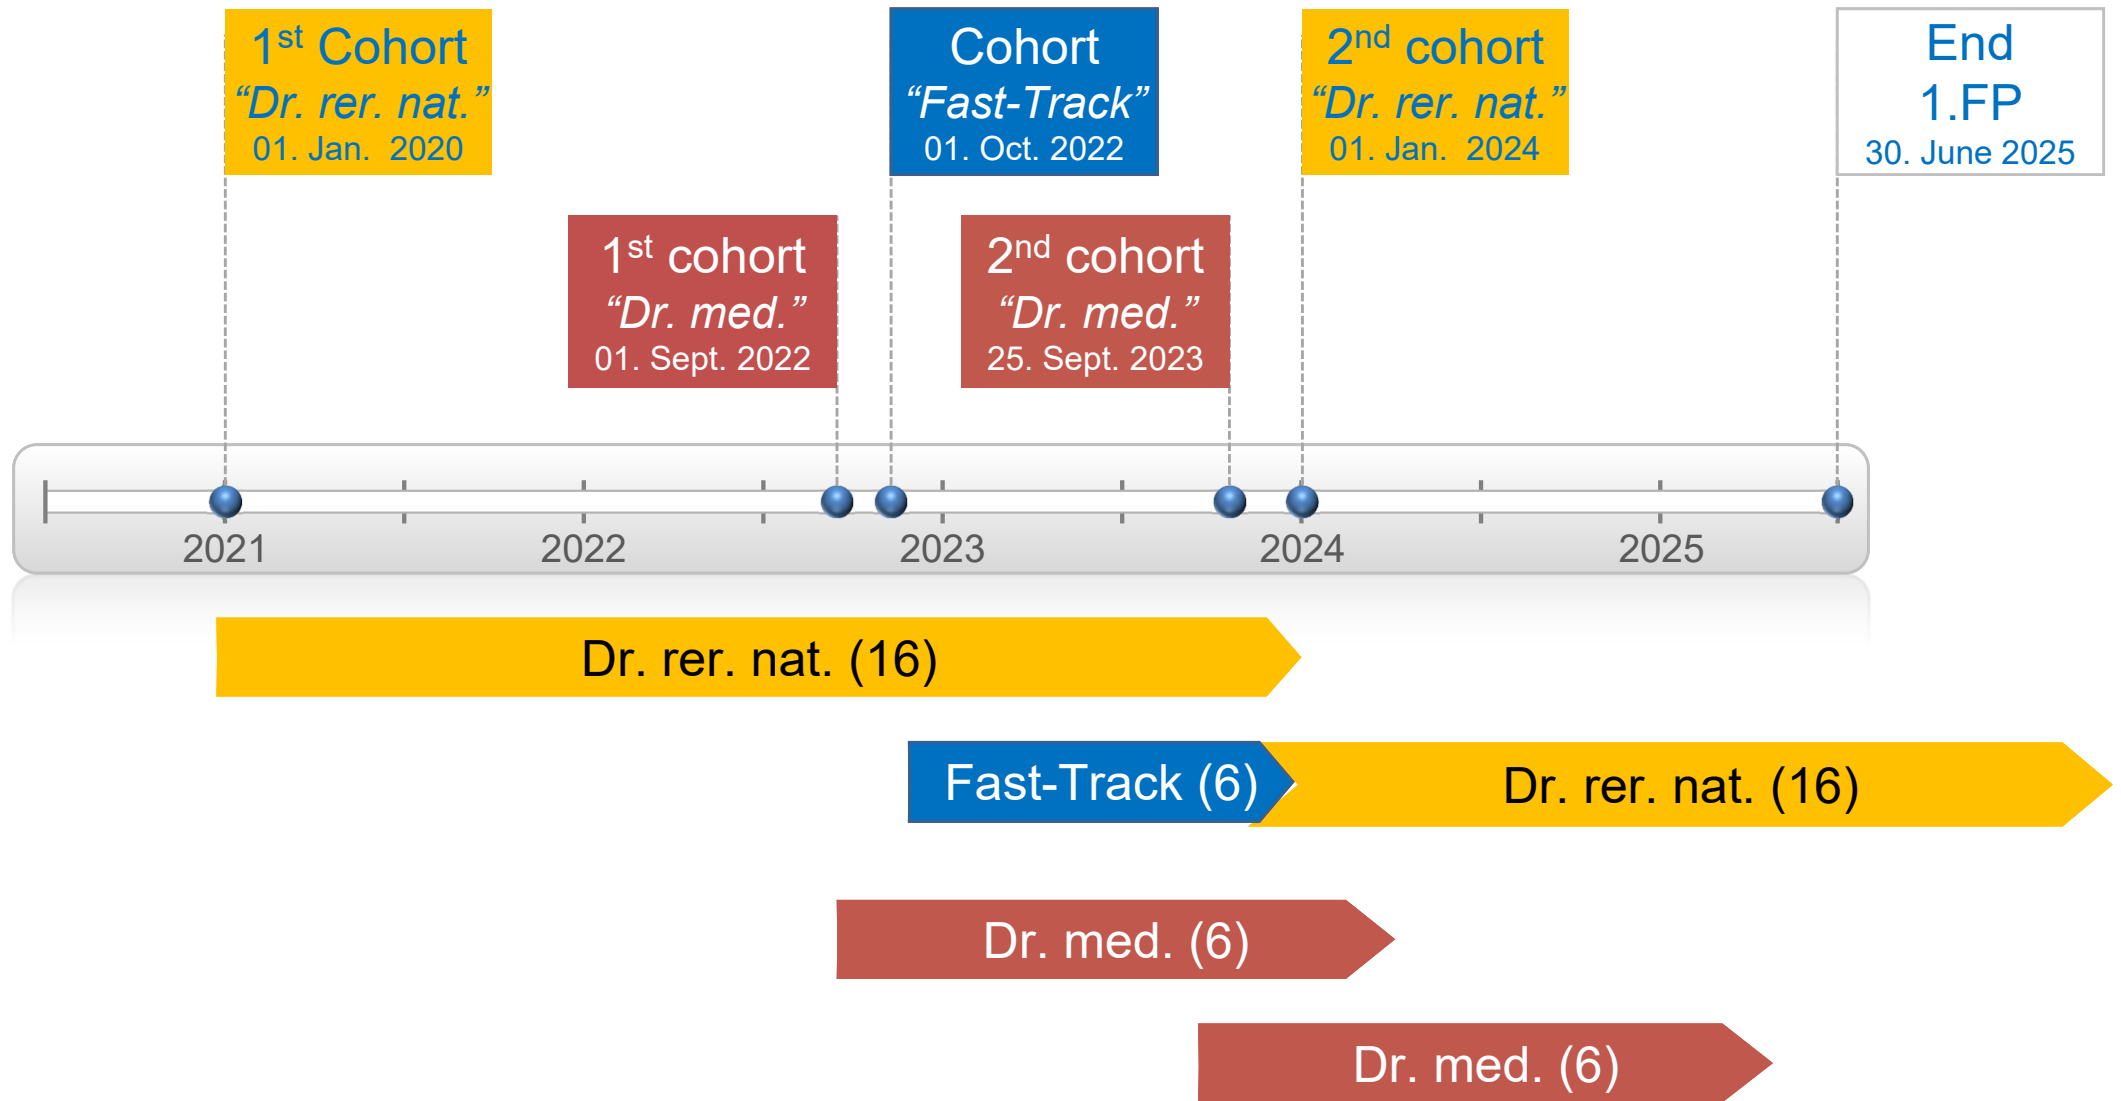 1st Cohort
“Dr. rer. nat.”
01. Jan. 2020
Cohort
“Fast-Track”
01. Oct. 2022
2nd cohort
“Dr. rer. nat.”
01. Jan. 2024
End
1.FP
30. June 2025
1st cohort
“Dr. med.”
01. Sept. 2022
2nd cohort
“Dr. med.”
25. Sept. 2023
2021 2022 2023 2024 2025
Dr. rer. nat. (16)
Fast-Track (6)
Dr. rer. nat. (16)
Dr. med. (6)
Dr. med. (6)